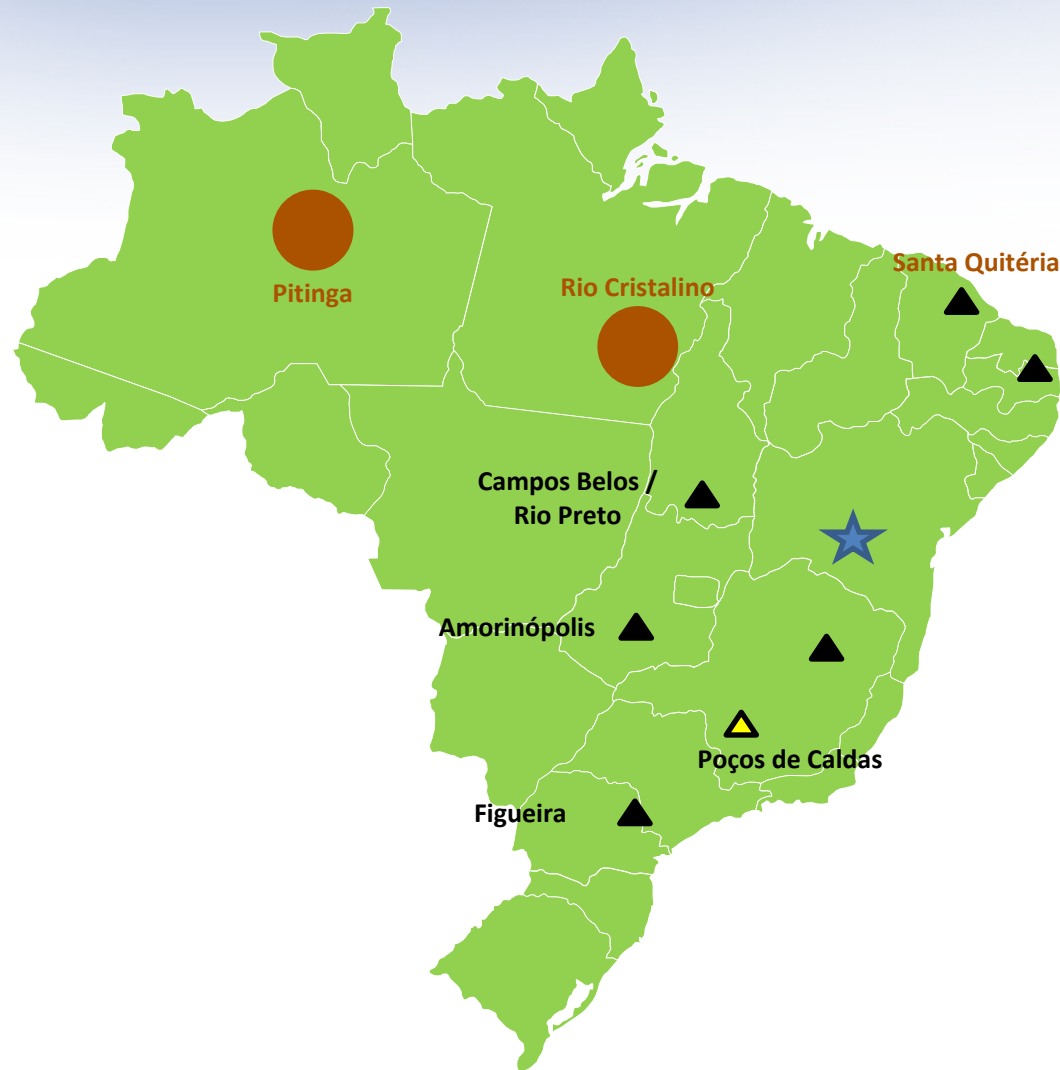 Santa Quitéria
Pitinga
Rio Cristalino
Campos Belos /
Rio Preto
Amorinópolis
Poços de Caldas
Figueira